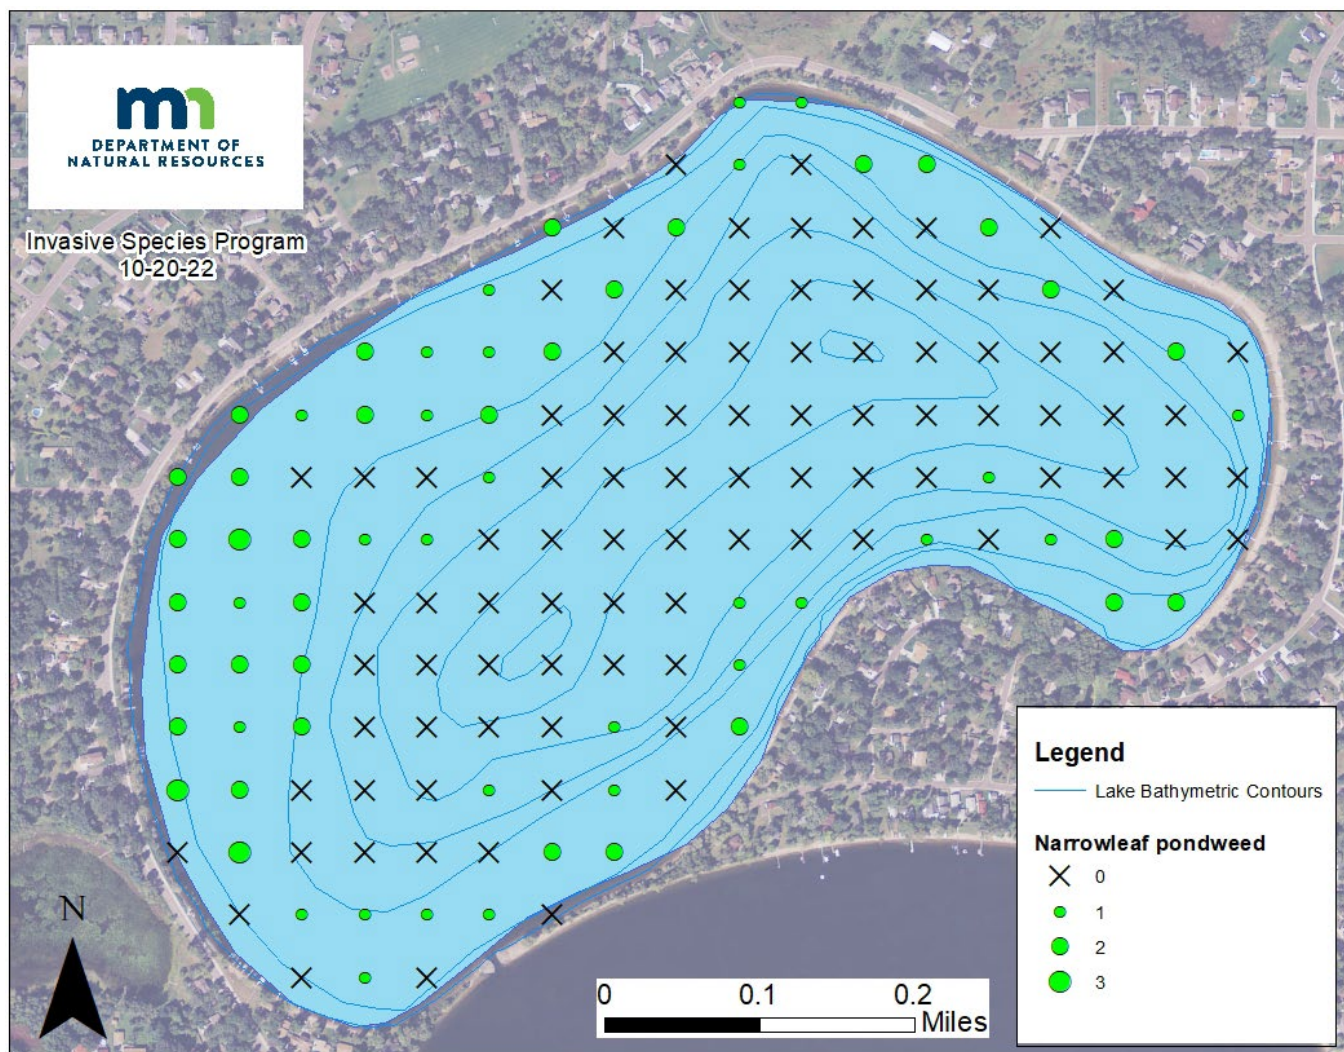 mn
DEPARTMENT OF
NATURAL RESOURCES
Invasive Species Program
10-20-22
N
0 0.1 0.2
Miles
Legend
Lake Bathymetric Contours
Narrowleaf pondweed
0
1
2
3